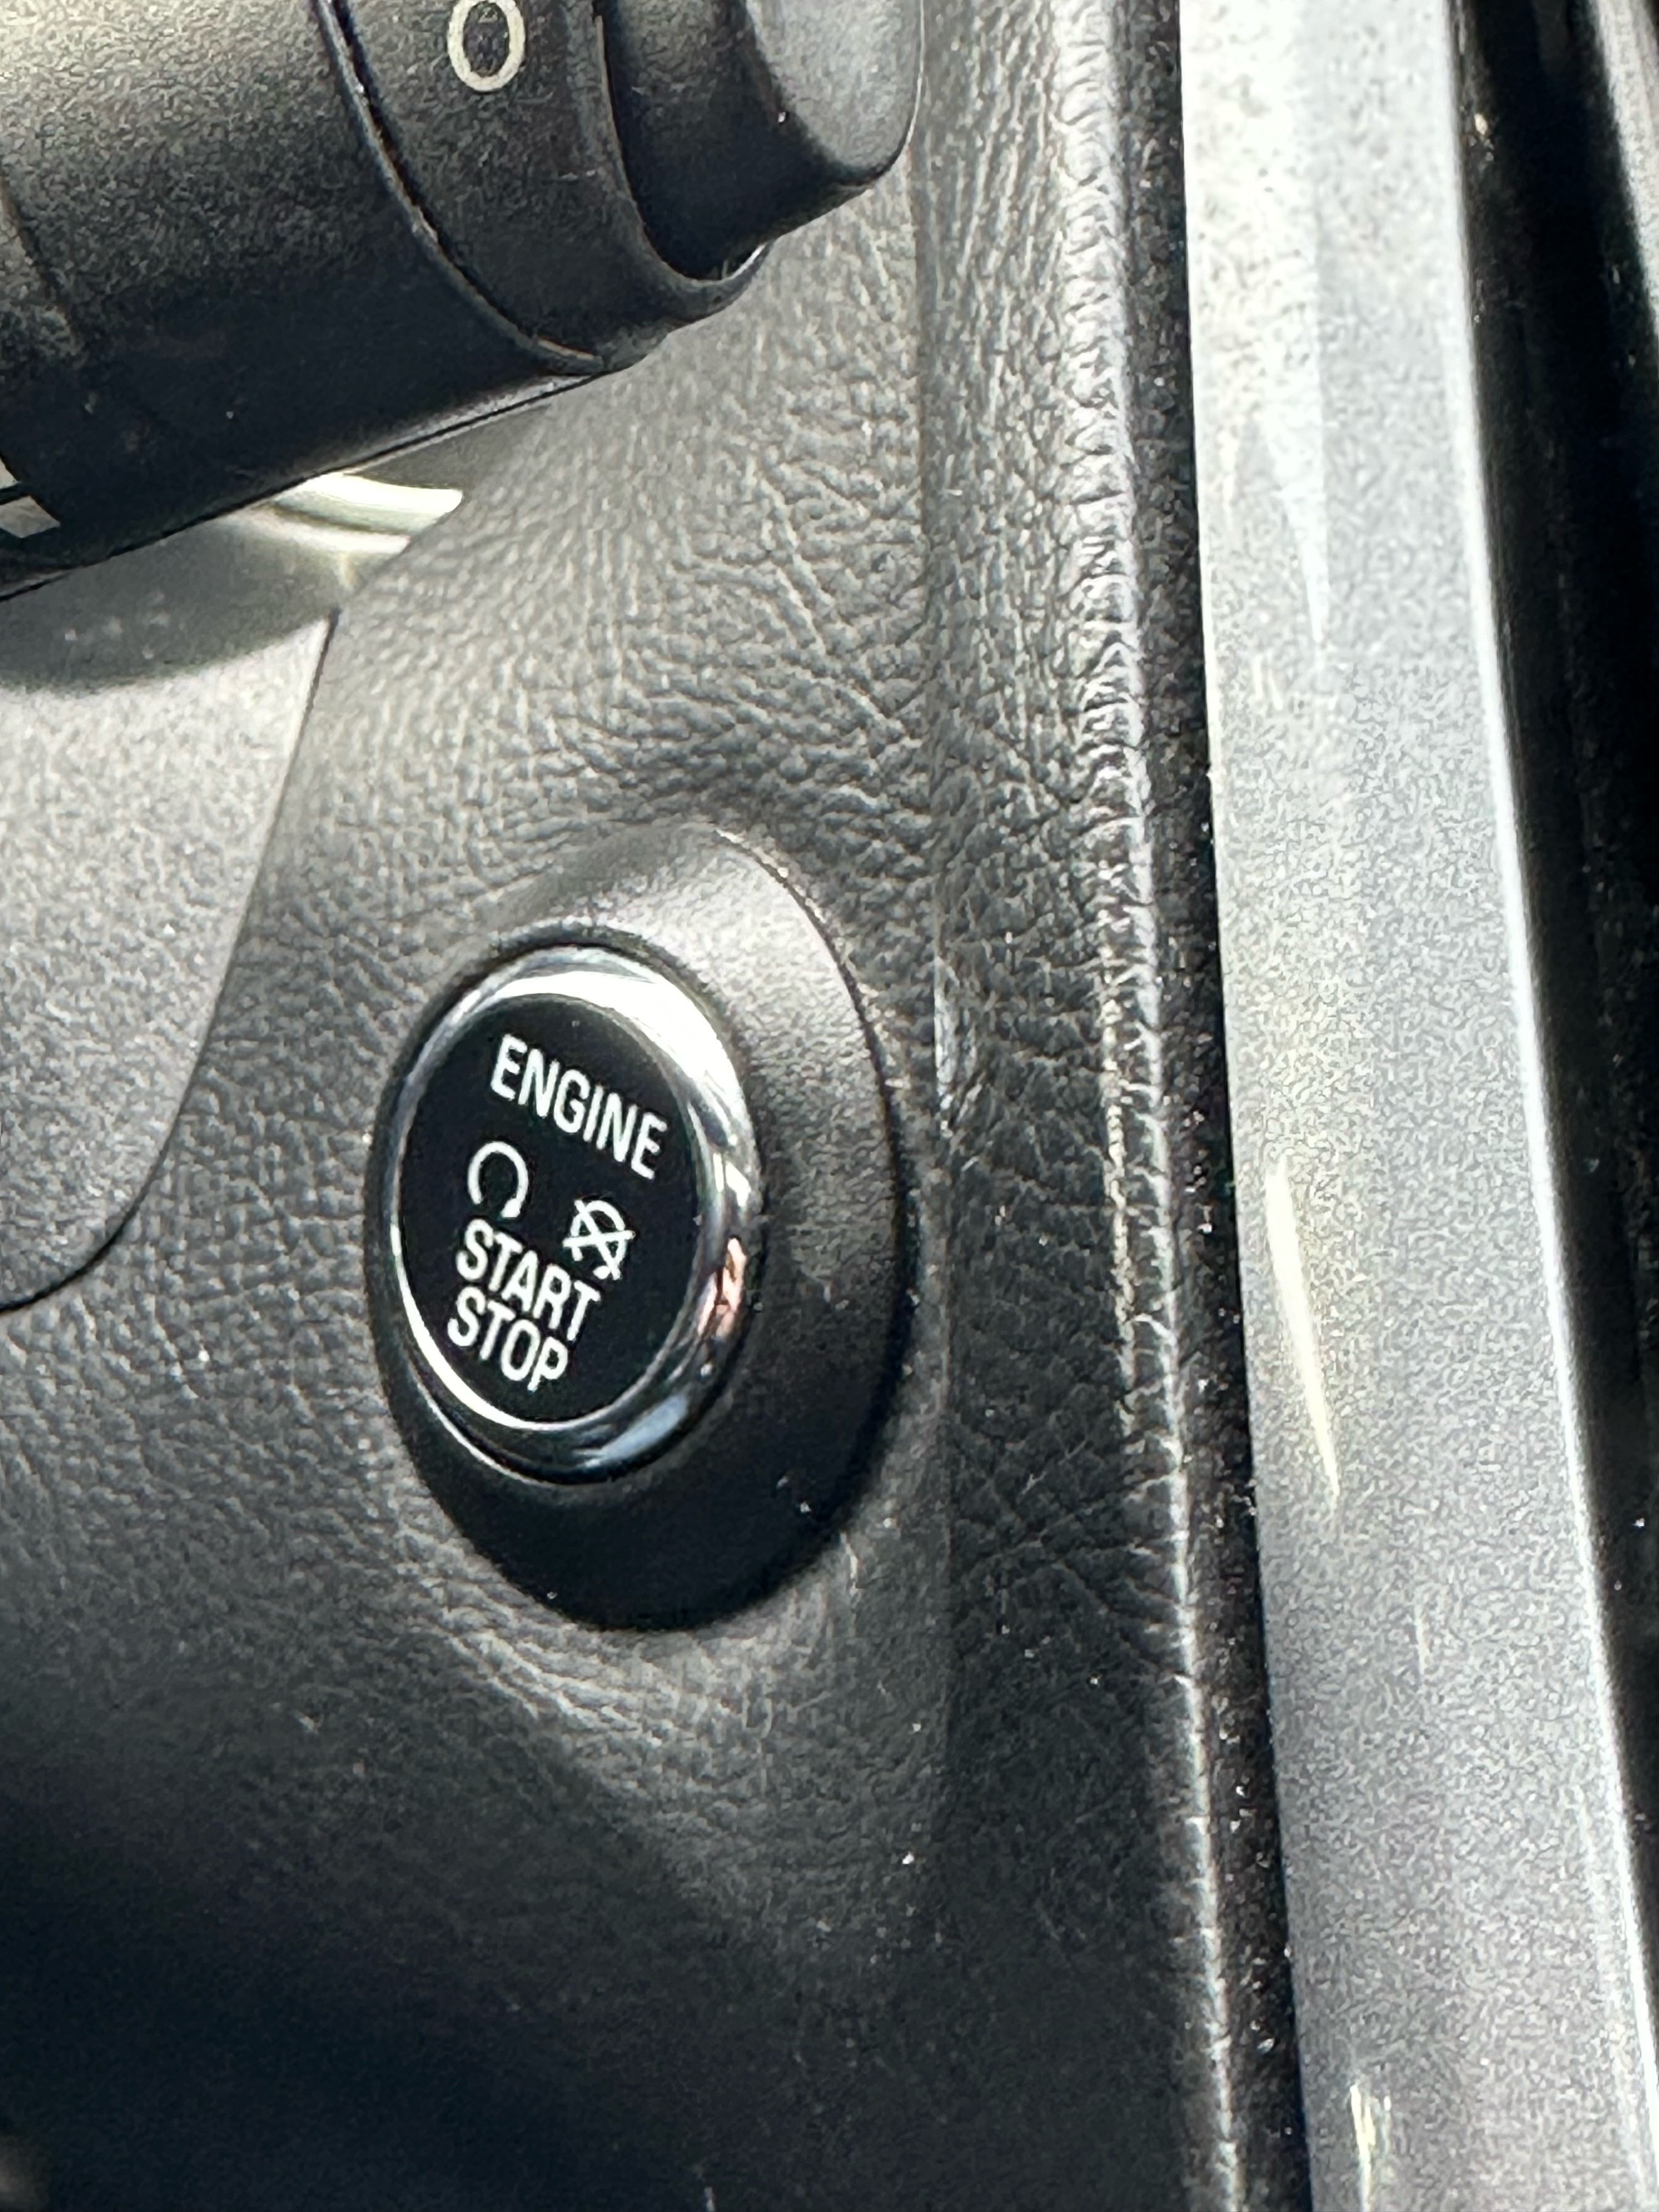 O
ENGINE
START
STOP